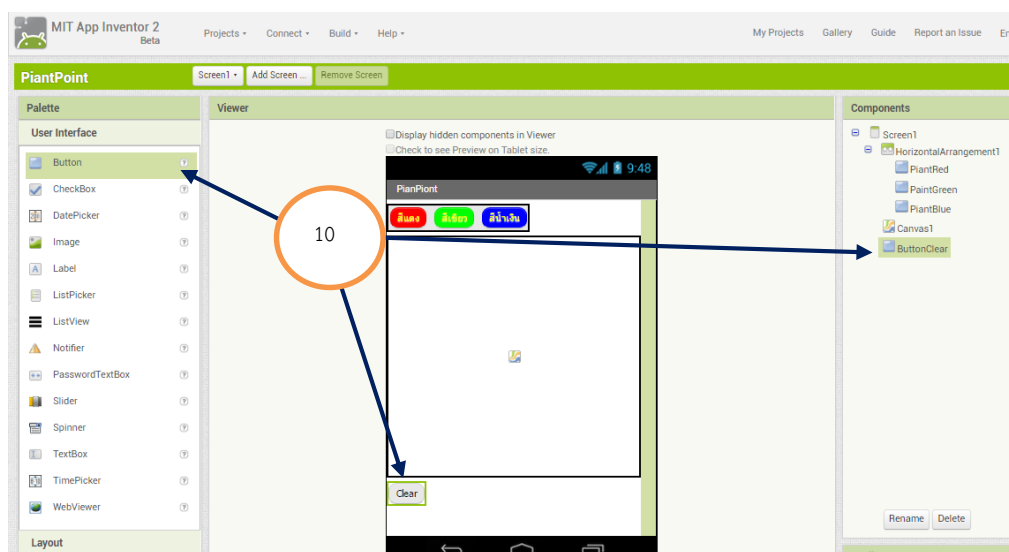 MIT App Inventor 2
Beta
Projects Connect Build Help
My Projects Gallery Guide Report an Issue
PiantPoint
Screen1 Add Screen ... Remove Screen
Palette
User Interface
Button
CheckBox
DatePicker
Image
Label
ListPicker
ListView
Notifier
PasswordTextBox
Slider
Spinner
TextBox
TimePicker
WebViewer
Layout
10
Viewer
Display hidden components in Viewer
Check to see Preview on Tablet size.
9:48
PianPiont
สีแดง สีเขียว สีน้ำเงิน
Clear
Components
Screen1
HorizontalArrangement1
PiantRed
PaintGreen
PiantBlue
Canvas1
ButtonClear
Rename Delete